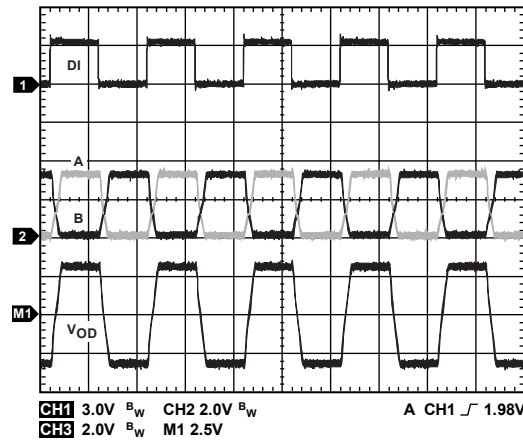 DI
1
A
B
2
M1
VOD
CH1 3.0V BW CH2 2.0V BW A CH1 1.98V
CH3 2.0V BW M1 2.5V